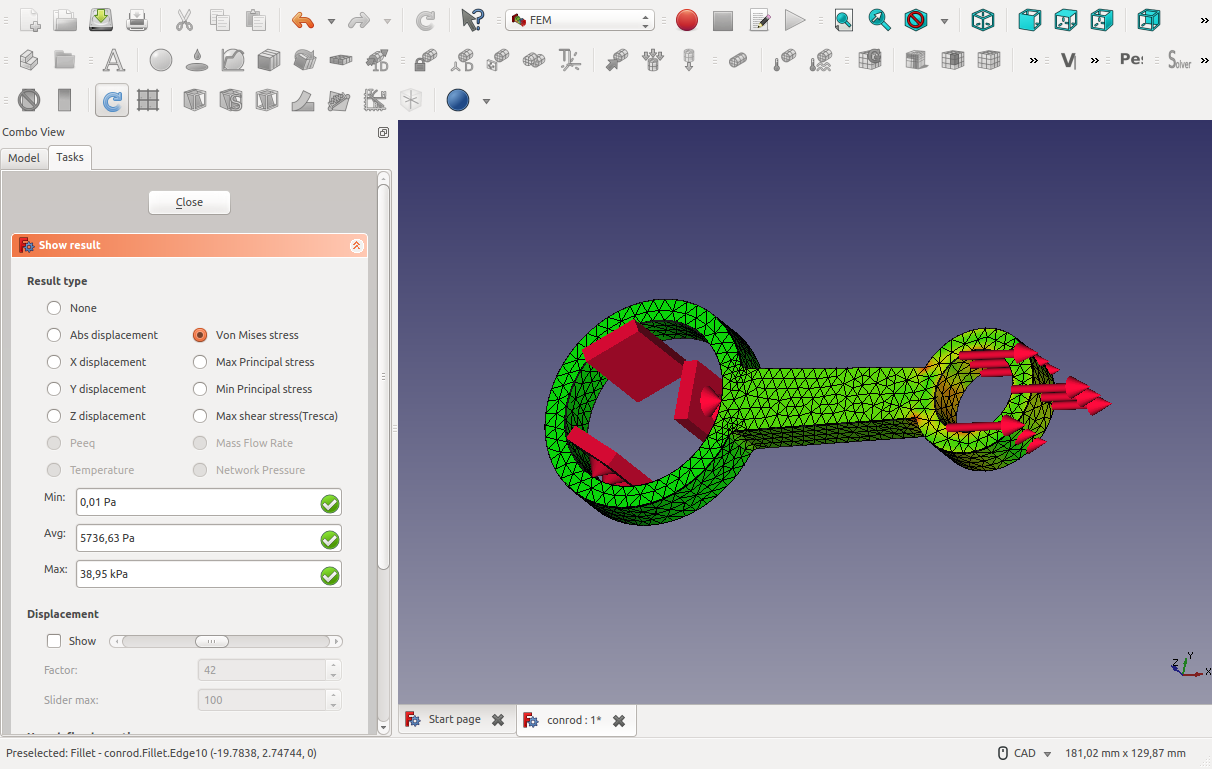 FEM
A
1D
V
»
»
Pe:
Solver
»
»
Combo View
Model
Tasks
Close
Show result
Result type
None
Abs displacement
Von Mises stress
X displacement
Max Principal stress
Y displacement
Min Principal stress
Z displacement
Max shear stress(Tresca)
Peeq
Mass Flow Rate
Temperature
Network Pressure
Min:
0,01 Pa
Avg:
5736,63 Pa
Max:
38,95 kPa
Displacement
Show
Factor:
42
Slider max:
100
Z
Y
X
Start page
conrod : 1*
Preselected: Fillet - conrod.Fillet.Edge10 (-19.7838, 2.74744, 0)
CAD
181,02 mm x 129,87 mm